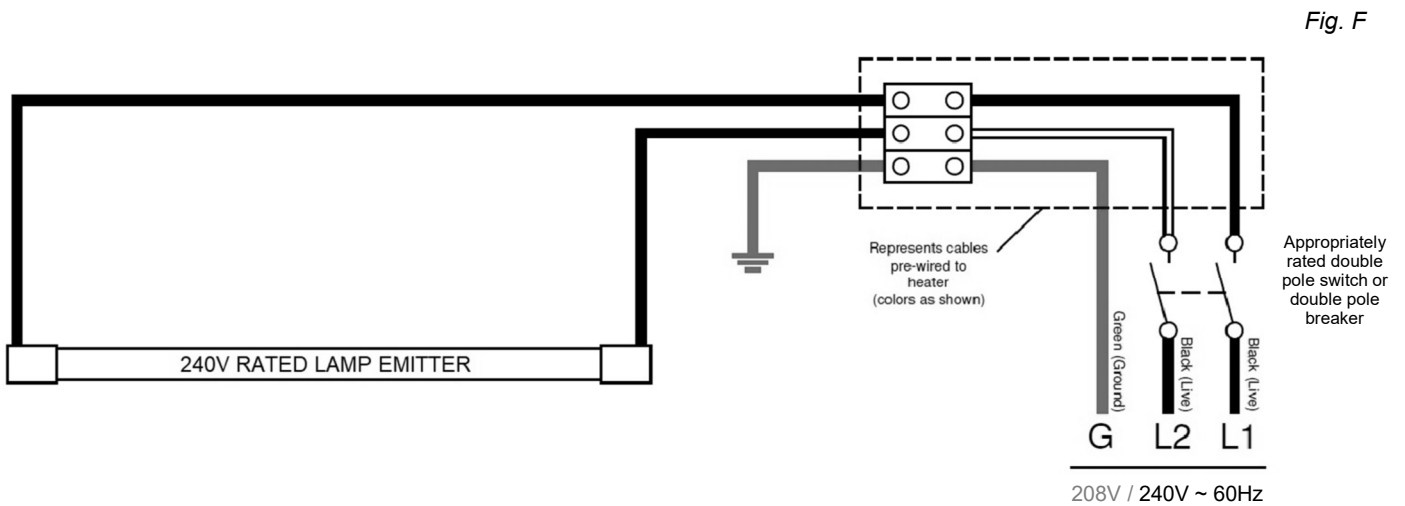 Fig. F
Represents cables
pre-wired to
heater
(colors as shown)
Appropriately
rated double
pole switch or
double pole
breaker
240V RATED LAMP EMITTER
Green (Ground)
Black (Live)
Black (Live)
G L2 L1
208V / 240V ~ 60Hz